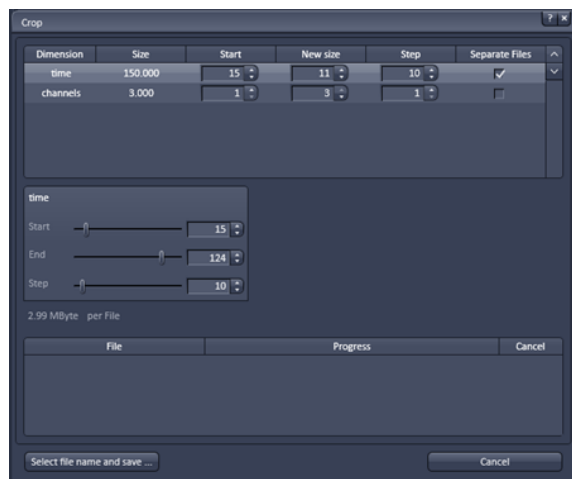 Crop ? ×
Dimension Size Start New size Step Separate Files
time 150.000 15 11 10
channels 3.000 1 3 1
time
Start 15
End 124
Step 10
2.99 MByte per File
File Progress Cancel
Select file name and save ... Cancel